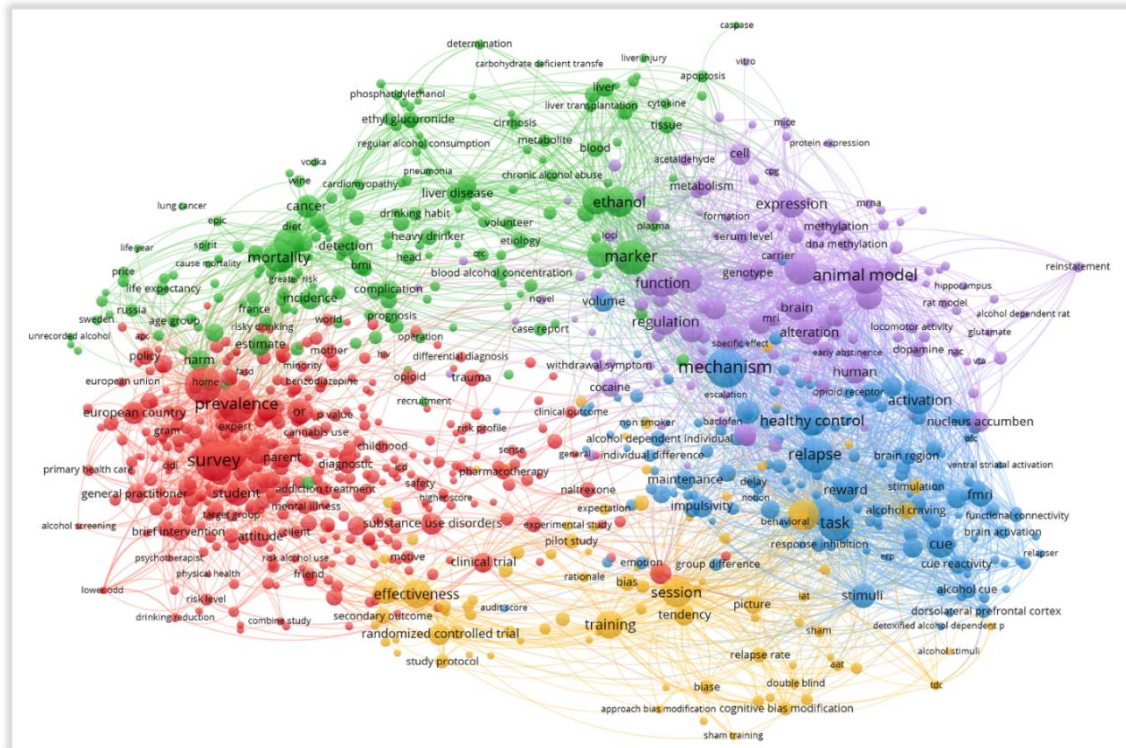 caspase
determination
carbohydrate deficient transfe
liver injury
vitro
phosphatidylethanol
liver
apoptosis
liver transplantation
cytokine
ethyl glucuronide
cirrhosis
tissue
mice
regular alcohol consumption
metabolite
blood
protein expression
acetaldehyde
cell
vodka
pneumonia
chronic alcohol abuse
cpg
wine
cardiomyopathy
liver disease
metabolism
lung cancer
cancer
ethanol
expression
mrna
epic
diet
drinking habit
formation
spirit
detection
heavy drinker
volunteer
plasma
methylation
life year
cause mortality
mortality
etiology
loci
serum level
dna methylation
price
greater risk
bmi
head
crc
marker
carrier
reinstatement
life expectancy
blood alcohol concentration
genotype
animal model
incidence
complication
function
hippocampus
russia
france
novel
volume
brain
rat model
sweden
age group
risky drinking
world
prognosis
regulation
mri
alcohol dependent rat
unrecorded alcohol
apc
estimate
operation
case report
alteration
locomotor activity
glutamate
policy
harm
mother
hiv
specific effect
dopamine
nac
european union
home
fasd
minority
differential diagnosis
withdrawal symptom
mechanism
early abstinence
vta
benzodiazepine
opioid
trauma
cocaine
human
prevalence
recruitment
escalation
opioid receptor
european country
or
p value
clinical outcome
non smoker
baclofen
healthy control
activation
gram
expert
cannabis use
risk profile
nucleus accumben
alcohol dependent individual
ofc
survey
parent
childhood
sense
general
individual difference
relapse
brain region
primary health care
cidi
diagnostic
icd
pharmacotherapy
ventral striatal activation
general practitioner
student
addiction treatment
safety
naltrexone
maintenance
delay
reward
stimulation
fmri
target group
mental illness
higher score
expectation
impulsivity
notion
alcohol craving
functional connectivity
alcohol screening
brief intervention
attitude
client
substance use disorders
experimental study
behavioral
task
brain activation
pilot study
response inhibition
erp
cue
relapser
psychotherapist
risk alcohol use
motive
clinical trial
emotion
group difference
cue reactivity
physical health
friend
rationale
bias
lower odd
risk level
effectiveness
audit score
session
picture
iat
stimuli
alcohol cue
drinking reduction
combine study
secondary outcome
tendency
dorsolateral prefrontal cortex
randomized controlled trial
training
sham
detoxified alcohol dependent p
study protocol
relapse rate
aat
alcohol stimuli
biase
double blind
tdc
approach bias modification
cognitive bias modification
sham training